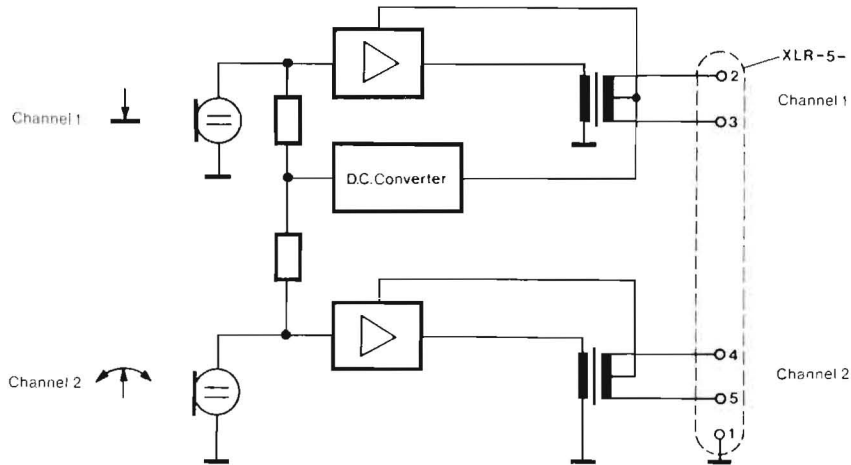 XLR-5-
2
Channel 1
Channel 1
3
D.C. Converter
4
Channel 2
Channel 2
5
1